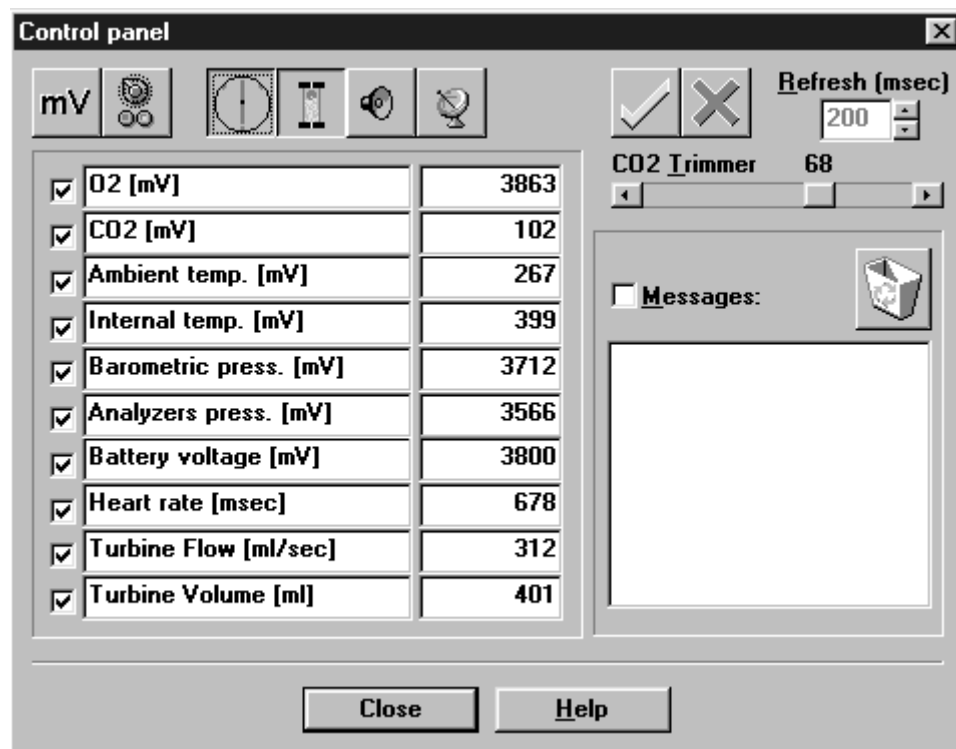 Control panel
mV
Refresh (msec)
200
CO2 Trimmer 68
O2 [mV] 3863
CO2 [mV] 102
Ambient temp. [mV] 267
Internal temp. [mV] 399
Barometric press. [mV] 3712
Analyzers press. [mV] 3566
Battery voltage [mV] 3800
Heart rate [msec] 678
Turbine Flow [ml/sec] 312
Turbine Volume [ml] 401
Messages:
Close Help